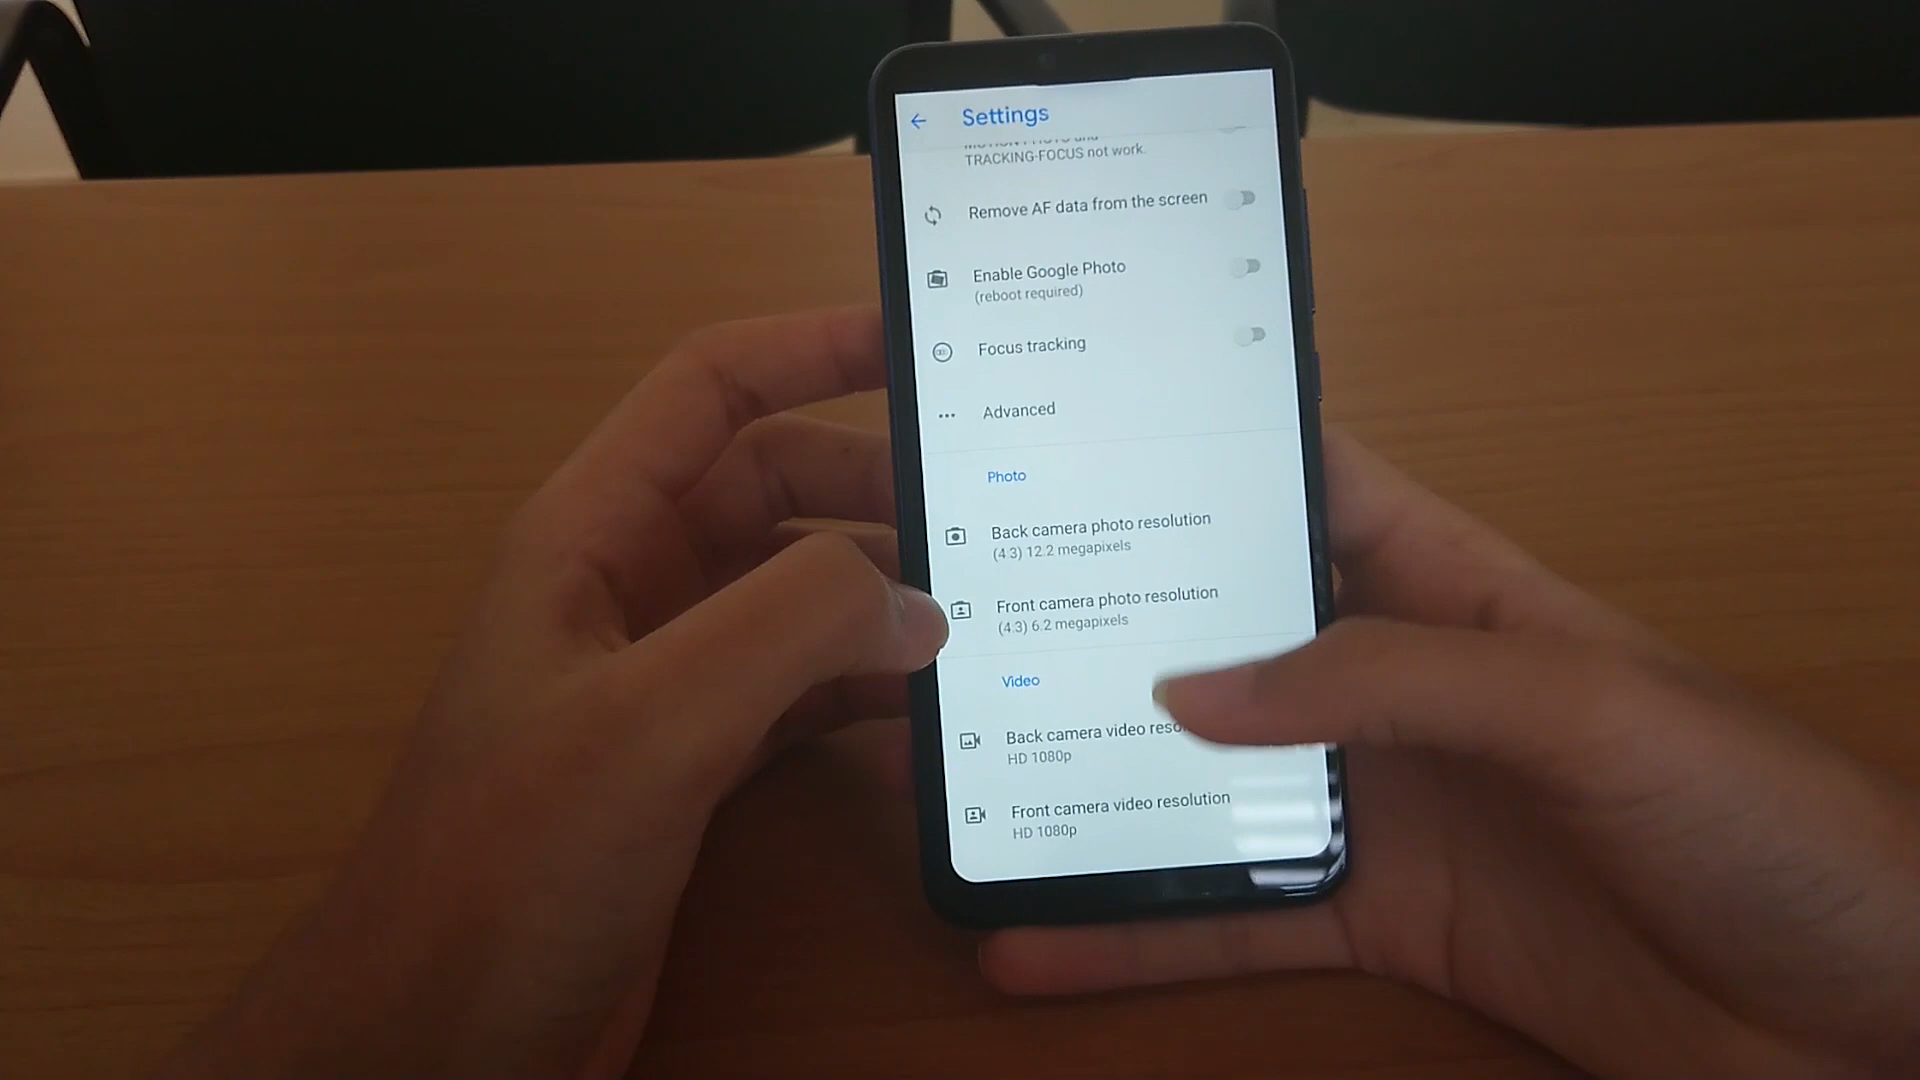 Settings
TRACKING-FOCUS not work.
Remove AF data from the screen
Enable Google Photo
(reboot required)
Focus tracking
Advanced
Photo
Back camera photo resolution
(4:3) 12.2 megapixels
Front camera photo resolution
(4:3) 6.2 megapixels
Video
Back camera video
HD 1080p
Front camera video resolution
HD 1080p